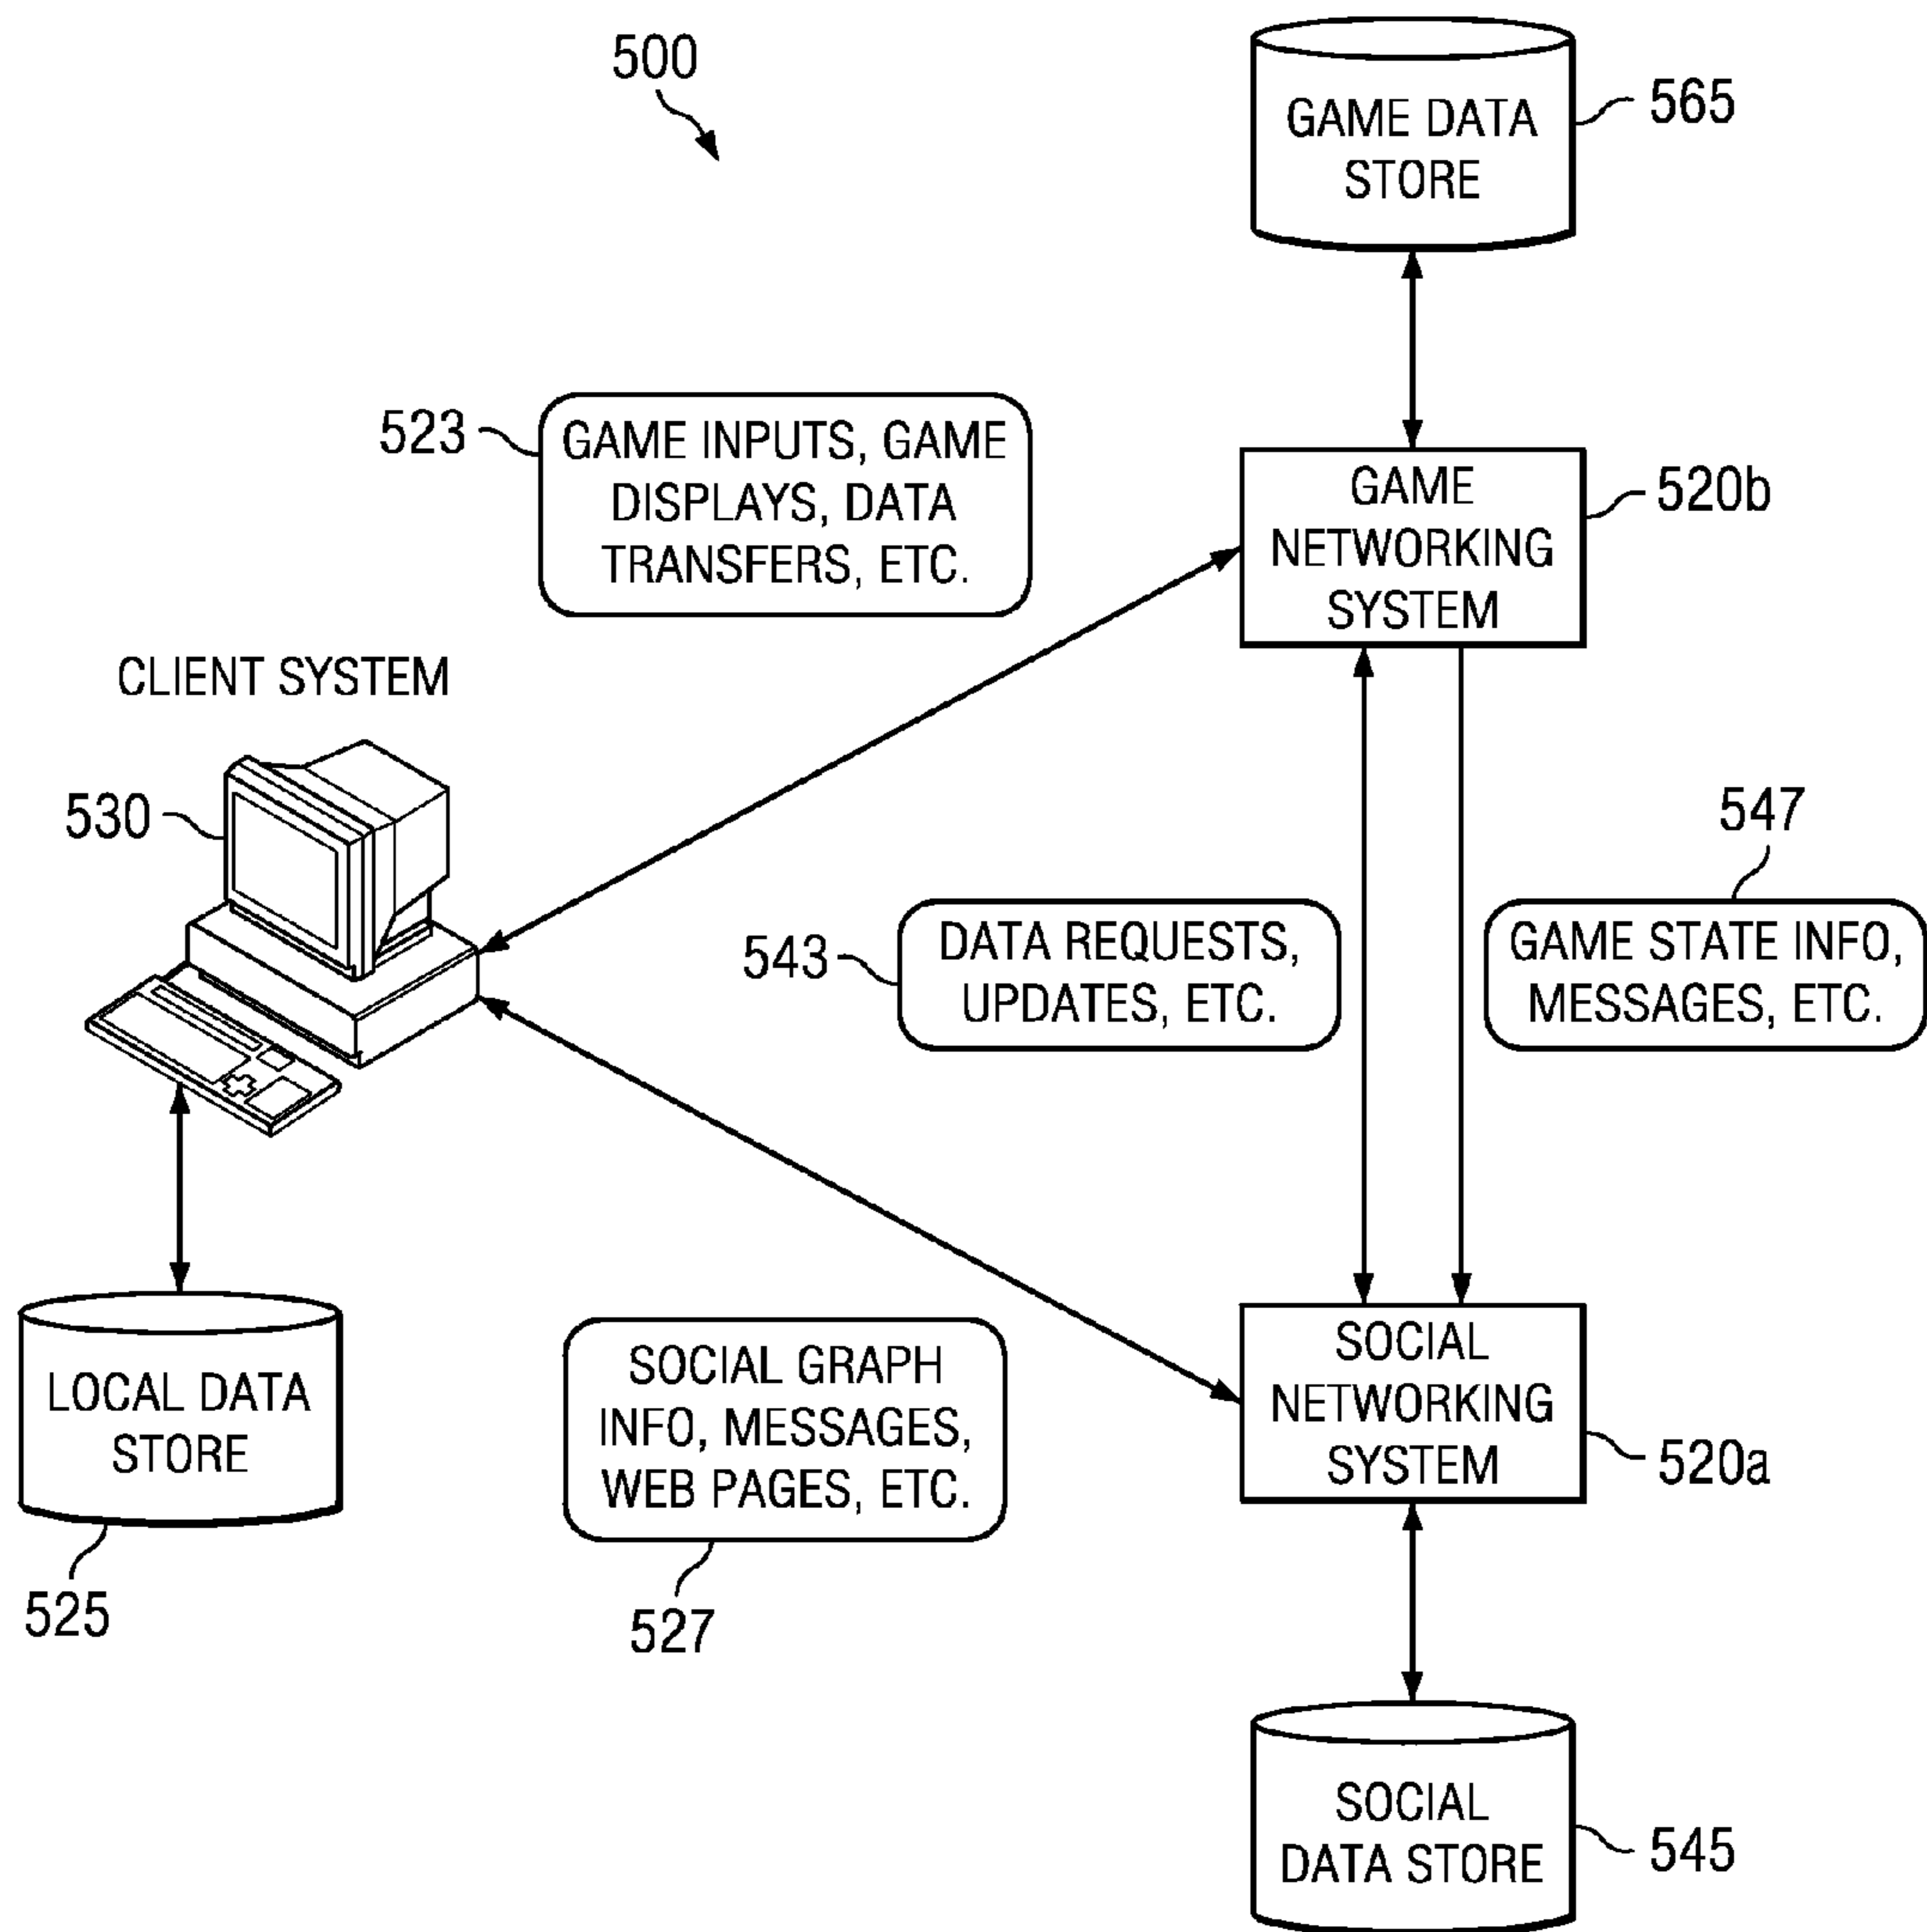 500
GAME DATA
STORE
565
523
GAME INPUTS, GAME
DISPLAYS, DATA
TRANSFERS, ETC.
GAME
NETWORKING
SYSTEM
520b
CLIENT SYSTEM
530
547
543
DATA REQUESTS,
UPDATES, ETC.
GAME STATE INFO,
MESSAGES, ETC.
LOCAL DATA
STORE
525
SOCIAL GRAPH
INFO, MESSAGES,
WEB PAGES, ETC.
527
SOCIAL
NETWORKING
SYSTEM
520a
SOCIAL
DATA STORE
545